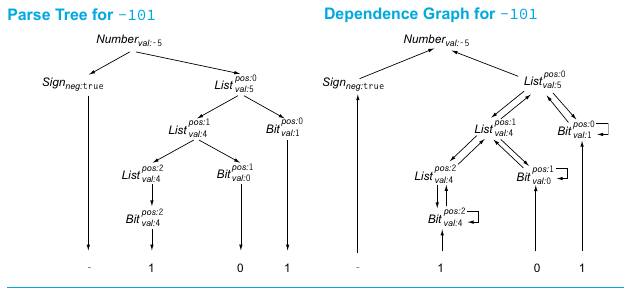 Parse Tree for -101
Number val:-5
Sign neg:true
List pos:0 val:5
List pos:1 val:4
Bit pos:0 val:1
List pos:2 val:4
Bit pos:1 val:0
Bit pos:2 val:4
- 1 0 1
Dependence Graph for -101
Number val:-5
Sign neg:true
List pos:0 val:5
List pos:1 val:4
Bit pos:0 val:1
List pos:2 val:4
Bit pos:1 val:0
Bit pos:2 val:4
- 1 0 1